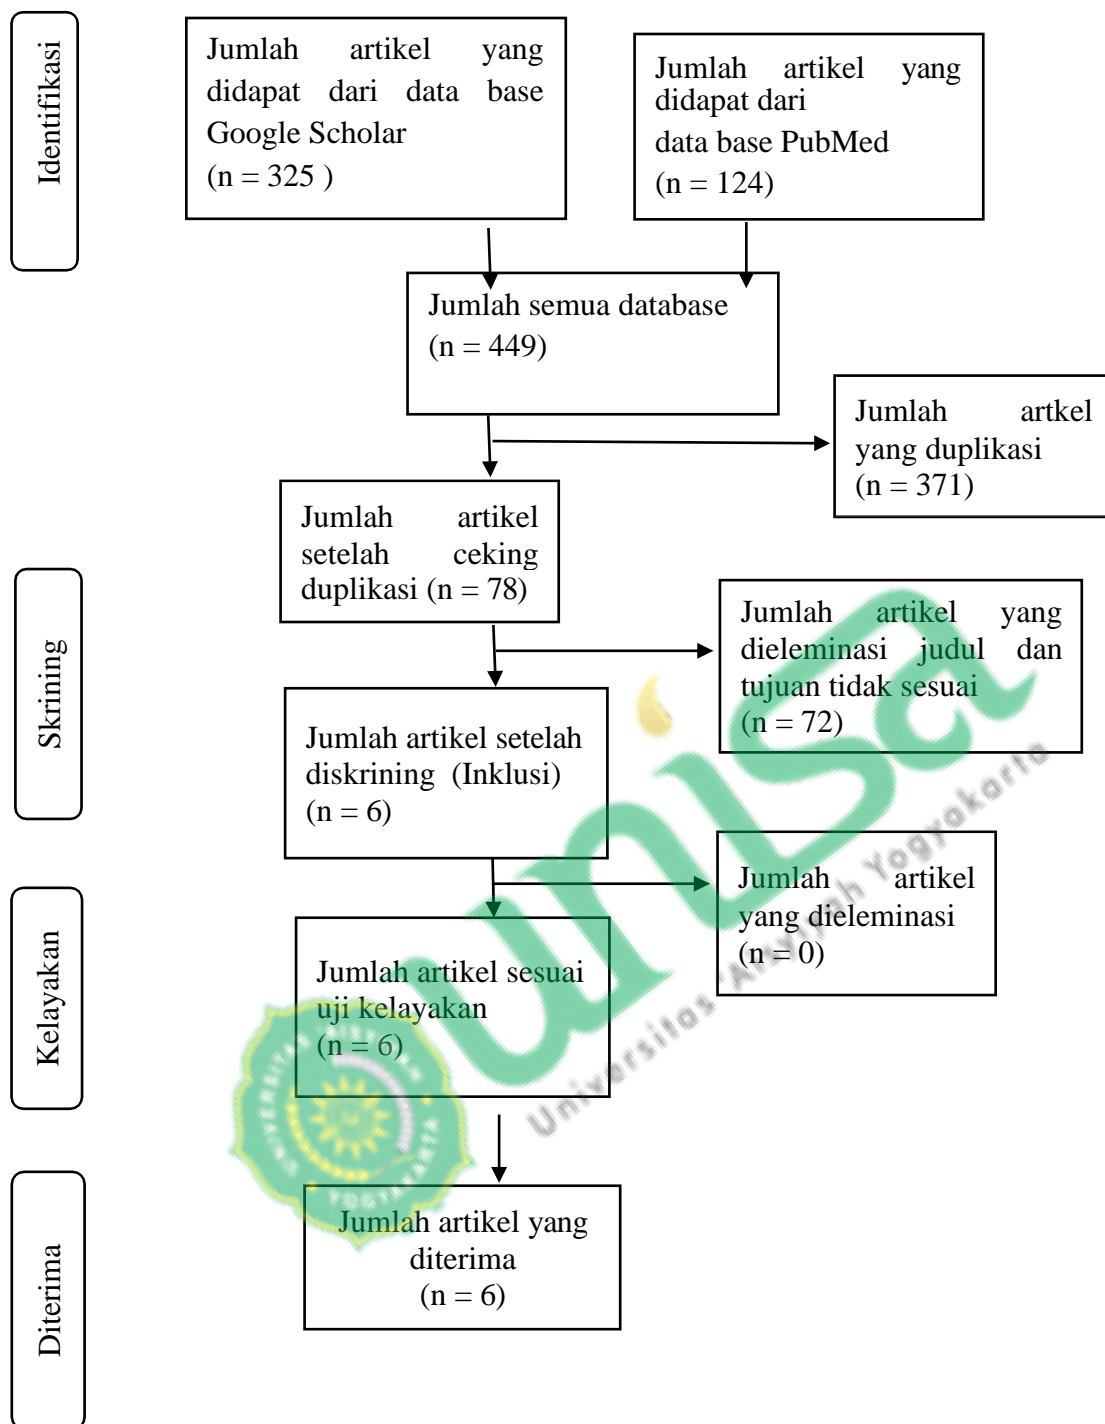 Identifikasi
Jumlah artikel yang
didapat dari data base
Google Scholar
(n = 325 )
Jumlah artikel yang
didapat dari
data base PubMed
(n = 124)
Jumlah semua database
(n = 449)
Jumlah artkel
yang duplikasi
(n = 371)
Jumlah artikel
setelah ceking
duplikasi (n = 78)
Skrining
Jumlah artikel yang
dieleminasi judul dan
tujuan tidak sesuai
(n = 72)
Jumlah artikel setelah
diskrining (Inklusi)
(n = 6)
Kelayakan
Jumlah artikel
yang dieleminasi
(n = 0)
Jumlah artikel sesuai
uji kelayakan
(n = 6)
Diterima
Jumlah artikel yang
diterima
(n = 6)
unisa
Universitas 'Aisyiyah Yogyakarta
YOGYAKARTA